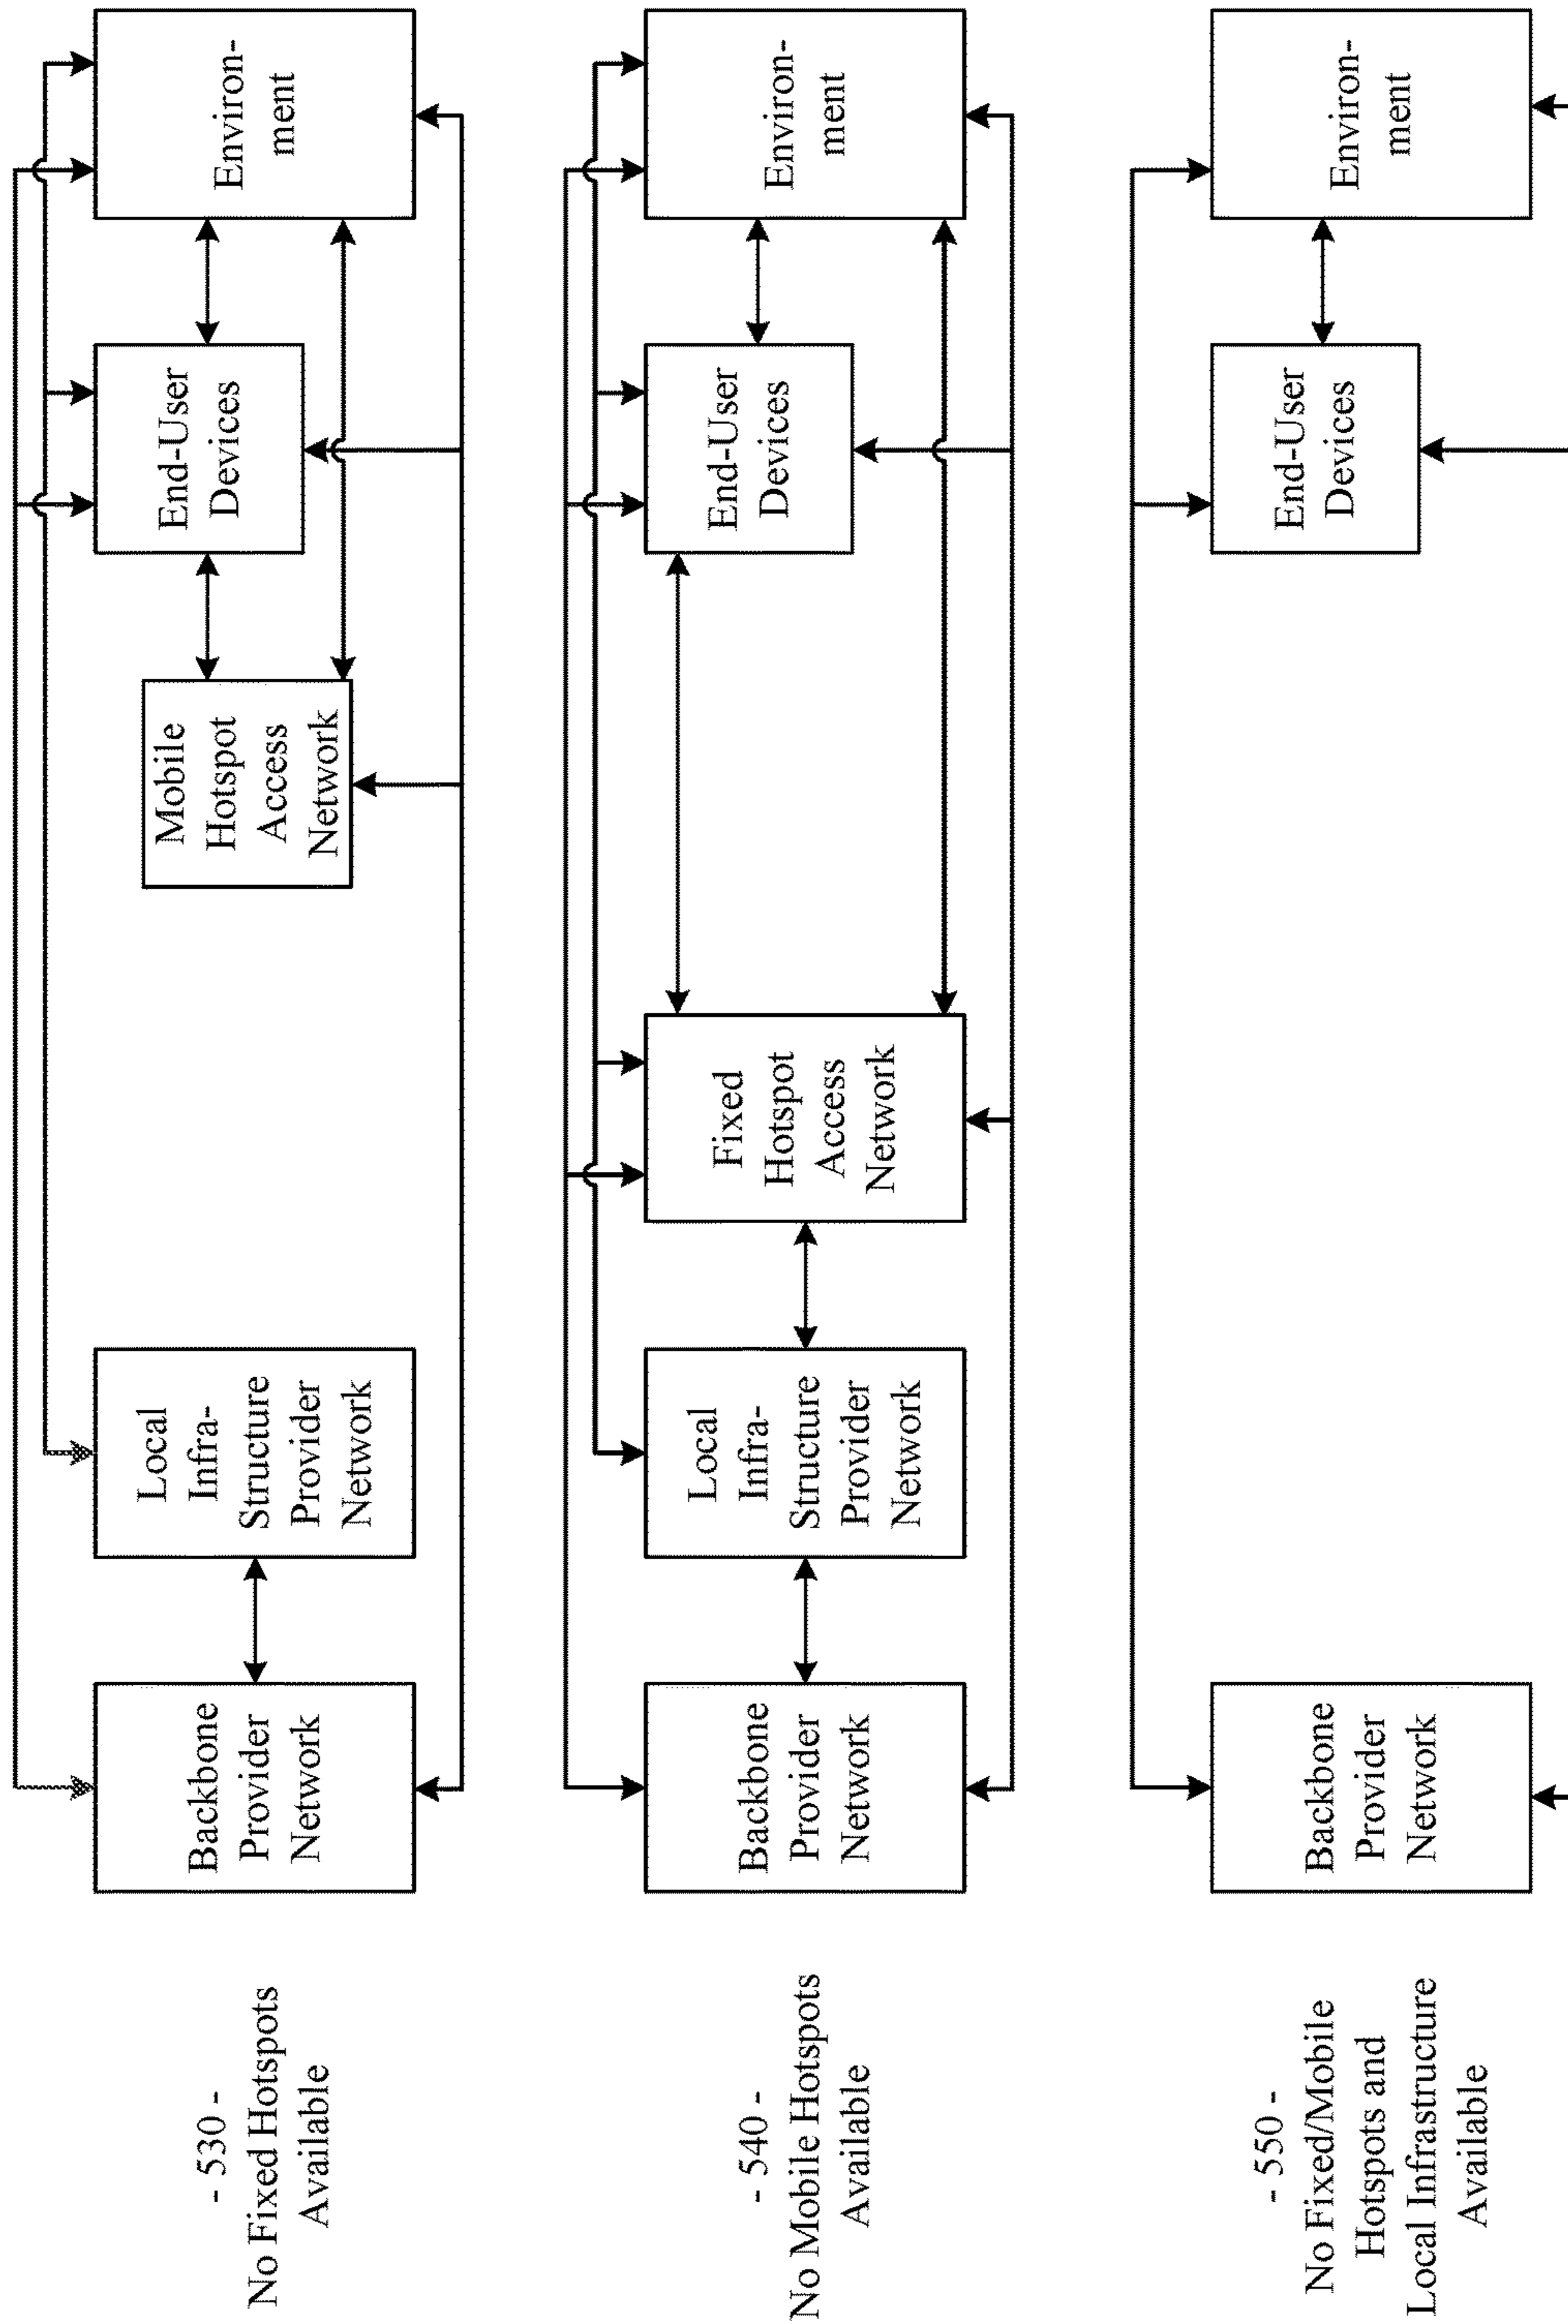 - 530 -
No Fixed Hotspots
Available
Backbone
Provider
Network
Local
Infra-
Structure
Provider
Network
Mobile
Hotspot
Access
Network
End-User
Devices
Environ-
ment
- 540 -
No Mobile Hotspots
Available
Backbone
Provider
Network
Local
Infra-
Structure
Provider
Network
Fixed
Hotspot
Access
Network
End-User
Devices
Environ-
ment
- 550 -
No Fixed/Mobile
Hotspots and
Local Infrastructure
Available
Backbone
Provider
Network
End-User
Devices
Environ-
ment